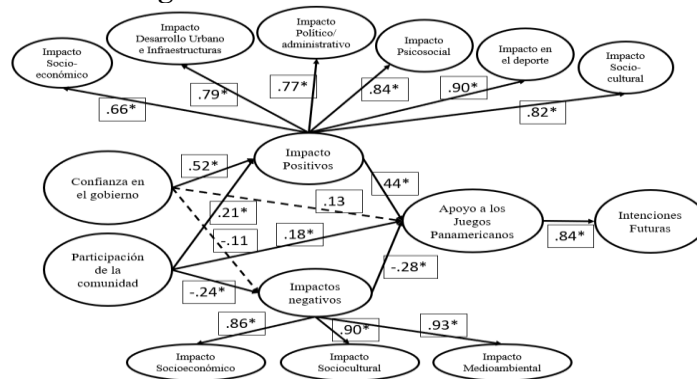 Impacto
Socio-
económico
Impacto
Desarrollo Urbano
e Infraestructuras
Impacto
Político/
administrativo
Impacto
Psicosocial
Impacto en
el deporte
Impacto
Socio-
cultural
.66*
.79*
.77*
.84*
.90*
.82*
Impacto
Positivos
Confianza en
el gobierno
.52*
.44*
.21*
.13
-.11
.18*
Apoyo a los
Juegos
Panamericanos
.84*
Intenciones
Futuras
Participación
de la
comunidad
-.24*
Impactos
negativos
-.28*
.86*
.90*
.93*
Impacto
Socioeconómico
Impacto
Sociocultural
Impacto
Medioambiental